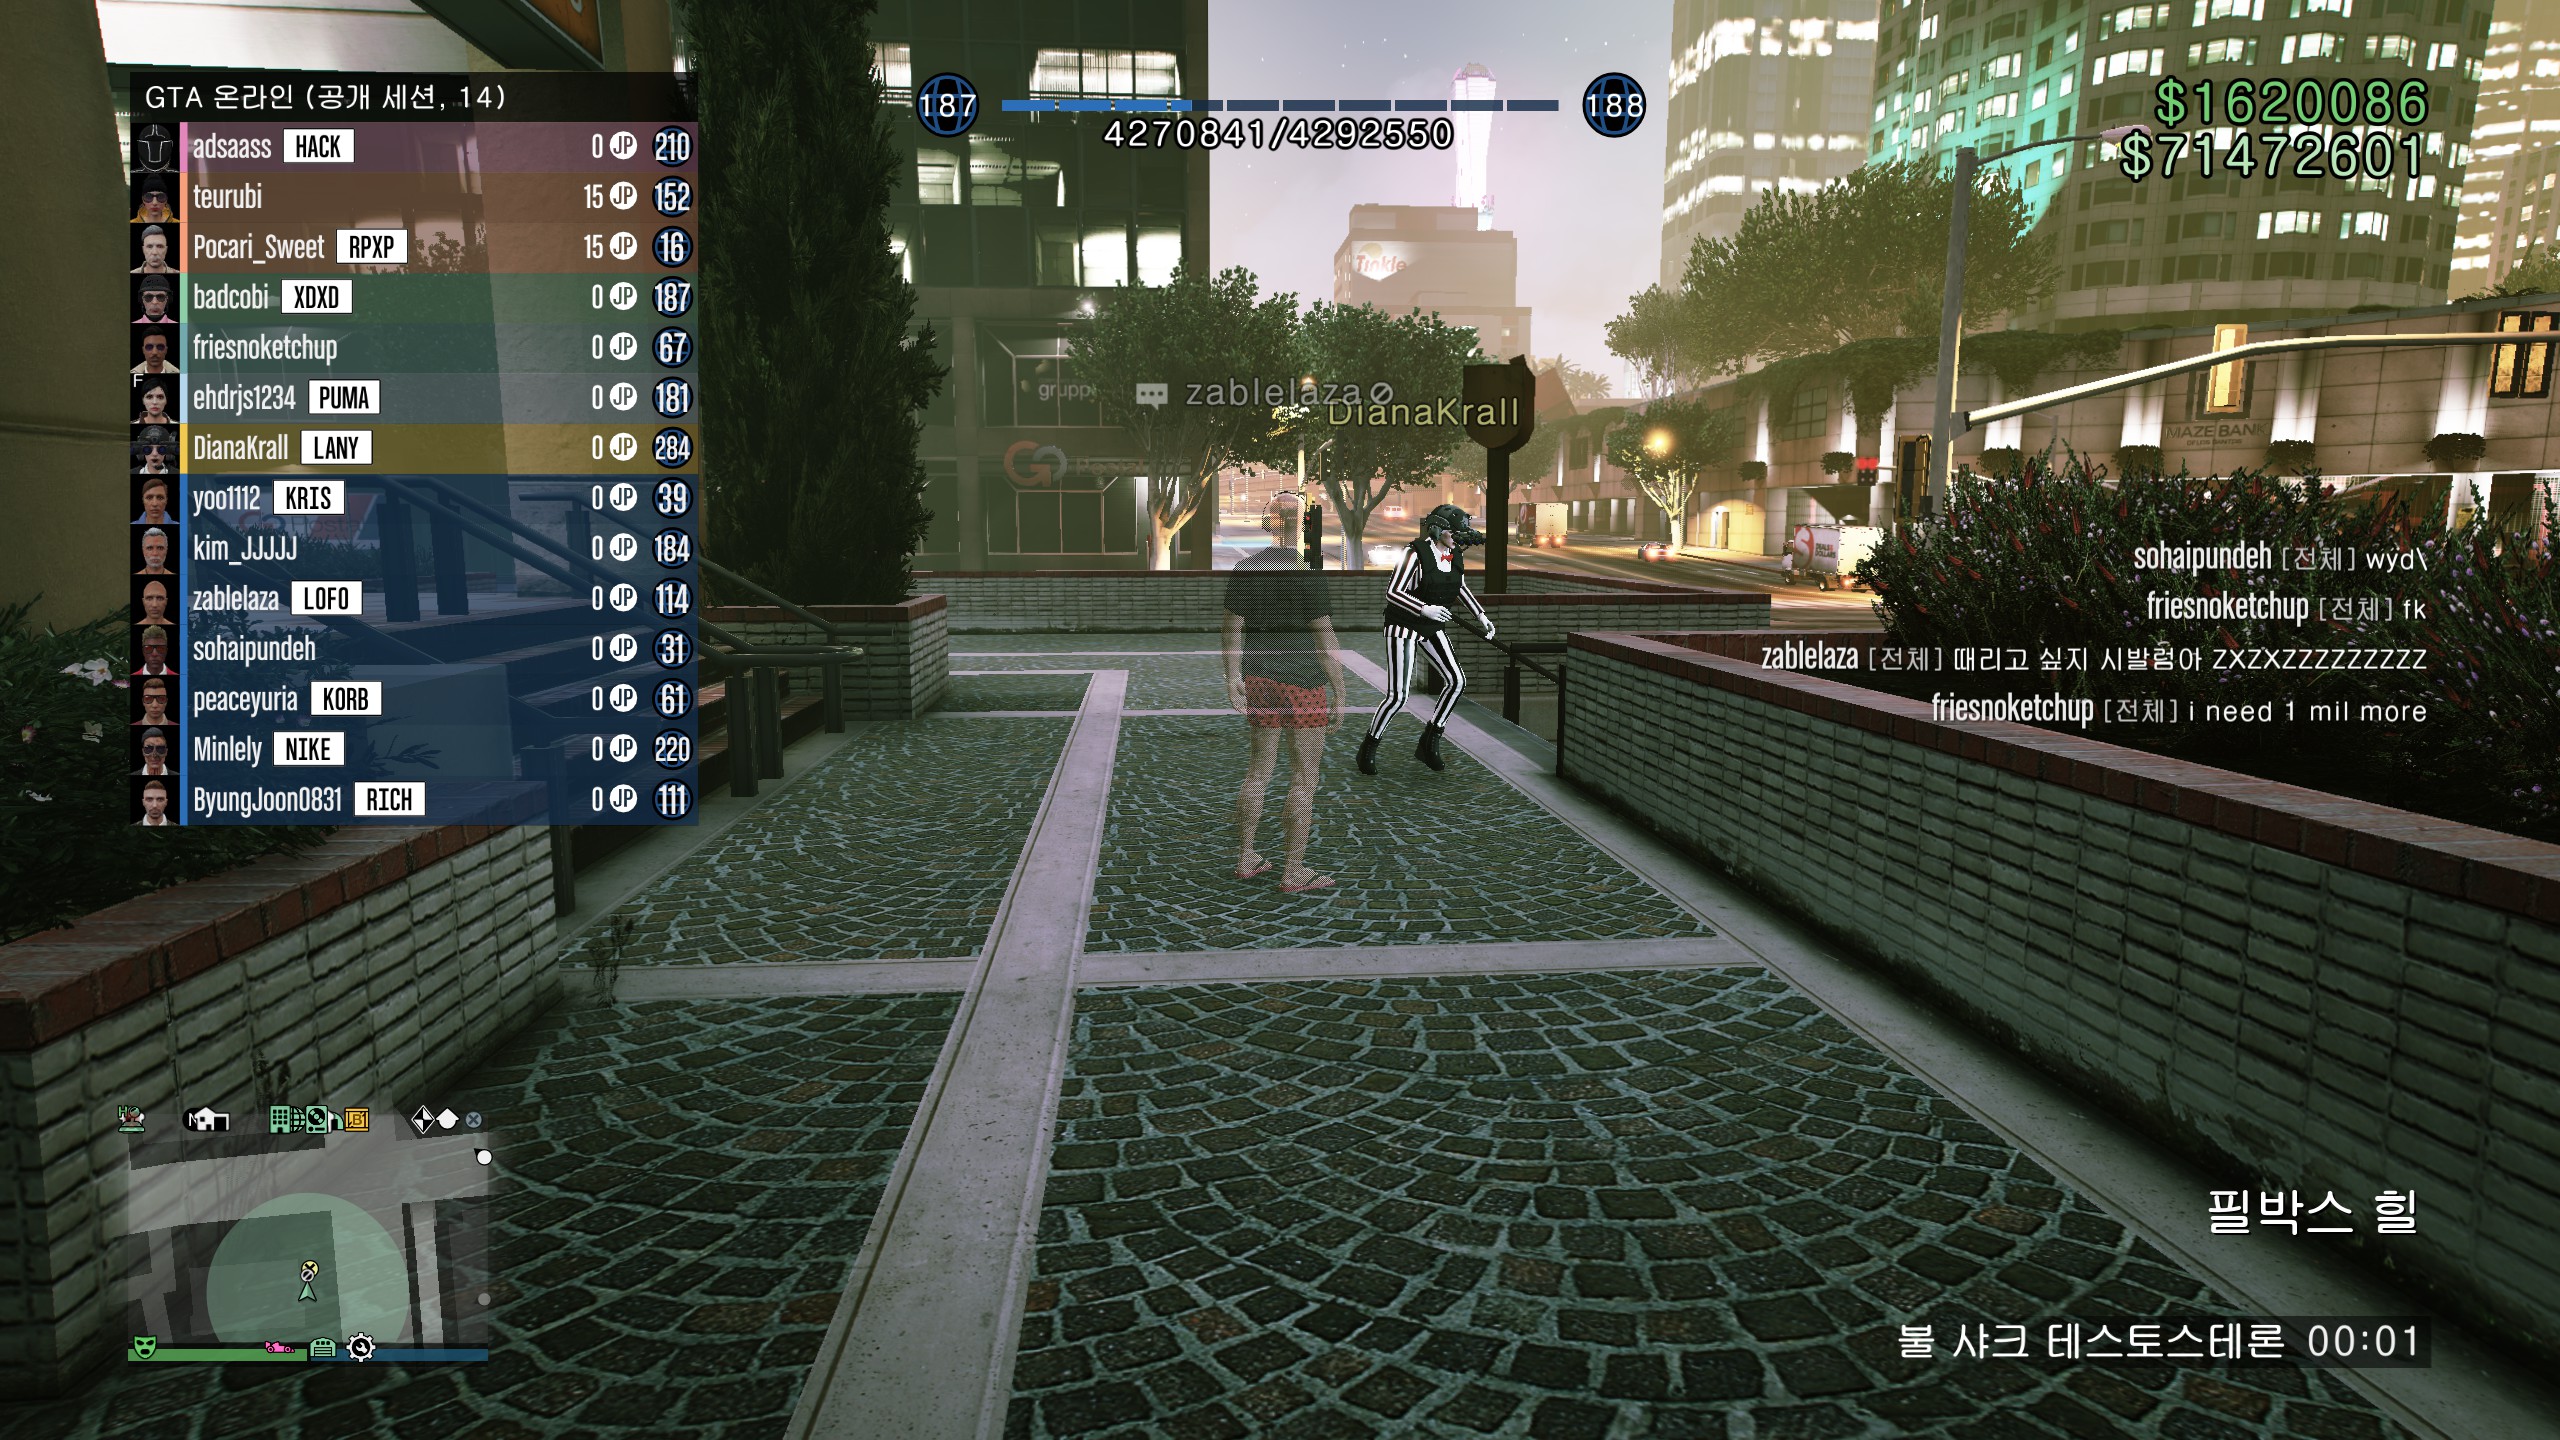 GTA 온라인 (공개 세션, 14)
adsaass HACK 0 JP 210
teurubi 15 JP 152
Pocari_Sweet RPXP 15 JP 16
badcobi XDXD 0 JP 187
friesnoketchup 0 JP 67
F
ehdrjs1234 PUMA 0 JP 181
DianaKrall LANY 0 JP 284
yoo1112 KRIS 0 JP 39
kim_JJJJJ 0 JP 184
zablelaza LOFO 0 JP 114
sohaipundeh 0 JP 31
peaceyuria KORB 0 JP 61
Minlely NIKE 0 JP 220
ByungJoon0831 RICH 0 JP 111
187 188
4270841/4292550
$1620086
$71472601
Tinkle
grupp
zablelaza
DianaKrall
MAZE BANK
sohaipundeh [전체] wyd\
friesnoketchup [전체] fk
zablelaza [전체] 때리고 싶지 시발럼아 ZXZXZZZZZZZZZ
friesnoketchup [전체] i need 1 mil more
필박스 힐
불 샤크 테스토스테론 00:01
H
N
B